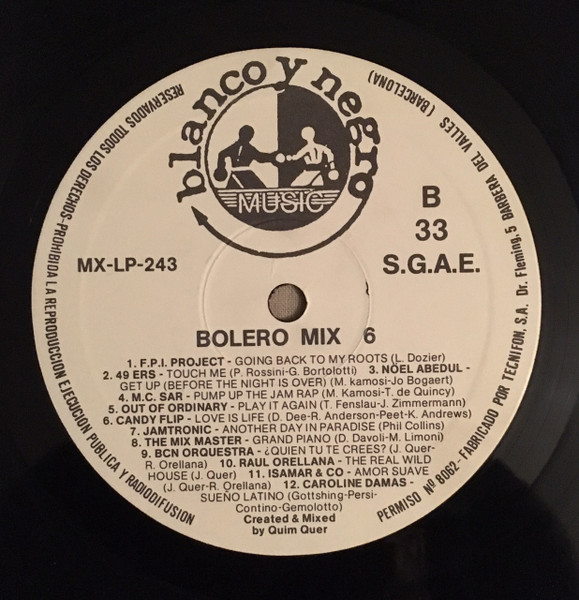 blanco y negro
MUSIC
B
33
S.G.A.E.
MX-LP-243
BOLERO MIX 6
1. F.P.I. PROJECT - GOING BACK TO MY ROOTS (L. Dozier)
2. 49 ERS - TOUCH ME (P. Rossini-G. Bortolotti) 3. NÖEL ABEDUL -
GET UP (BEFORE THE NIGHT IS OVER) (M. kamosi-Jo Bogaert)
4. M.C. SAR - PUMP UP THE JAM RAP (M. Kamosi-T. de Quincy)
5. OUT OF ORDINARY - PLAY IT AGAIN (T. Fenslau-J. Zimmermann)
6. CANDY FLIP - LOVE IS LIFE (D. Dee-R. Anderson-Peet-K. Andrews)
7. JAMTRONIC - ANOTHER DAY IN PARADISE (Phil Collins)
8. THE MIX MASTER - GRAND PIANO (D. Davoli-M. Limoni)
9. BCN ORQUESTRA - ¿QUIEN TU TE CREES? (J. Quer-
R. Orellana) 10. RAUL ORELLANA - THE REAL WILD
HOUSE (J. Quer) 11. ISAMAR & CO - AMOR SUAVE
(J. Quer-R. Orellana) 12. CAROLINE DAMAS -
SUEÑO LATINO (Gottshing-Persi-
Contino-Gemolotto)
Created & Mixed
by Quim Quer
RESERVADOS TODOS LOS DERECHOS-PROHIBIDA LA REPRODUCCION EJECUCION PUBLICA Y RADIODIFUSION
PERMISO Nº 8062-FABRICADO POR TECNIFON, S.A. Dr. Fleming, 5 BARBERA DEL VALLES (BARCELONA)